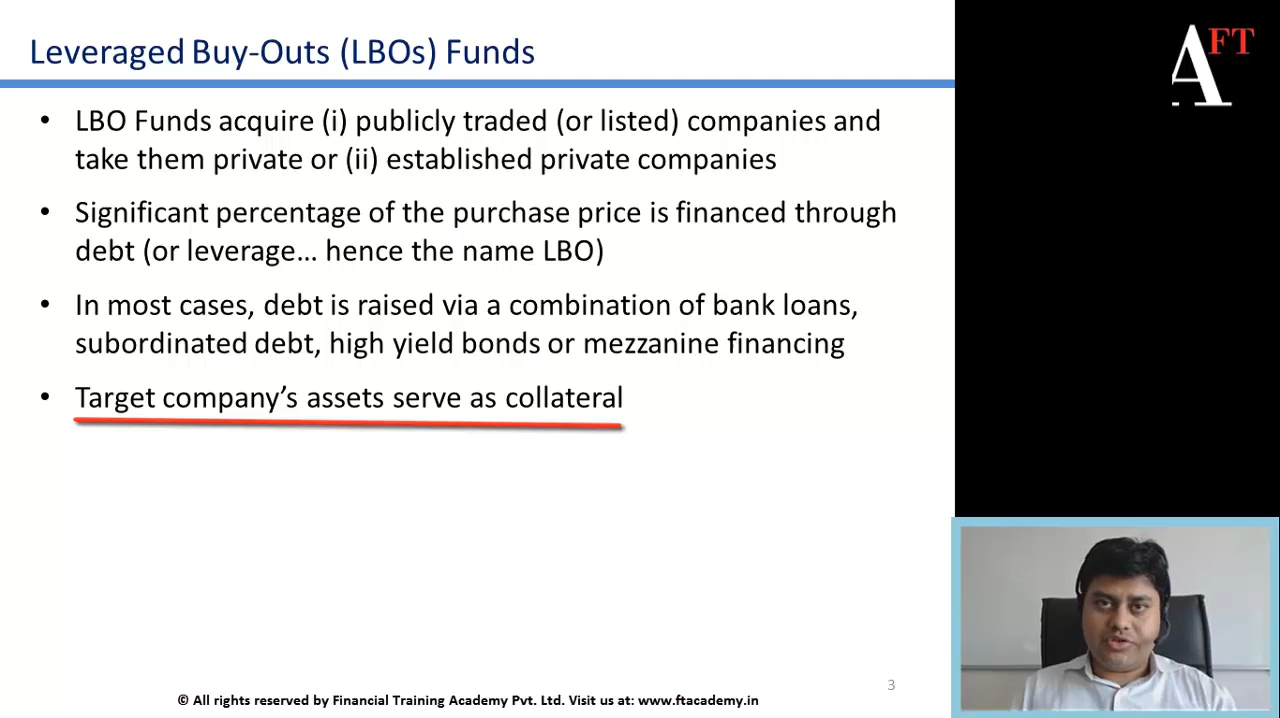 Leveraged Buy-Outs (LBOs) Funds
AFT
• LBO Funds acquire (i) publicly traded (or listed) companies and
take them private or (ii) established private companies
• Significant percentage of the purchase price is financed through
debt (or leverage... hence the name LBO)
• In most cases, debt is raised via a combination of bank loans,
subordinated debt, high yield bonds or mezzanine financing
• Target company’s assets serve as collateral
3
© All rights reserved by Financial Training Academy Pvt. Ltd. Visit us at: www.ftacademy.in